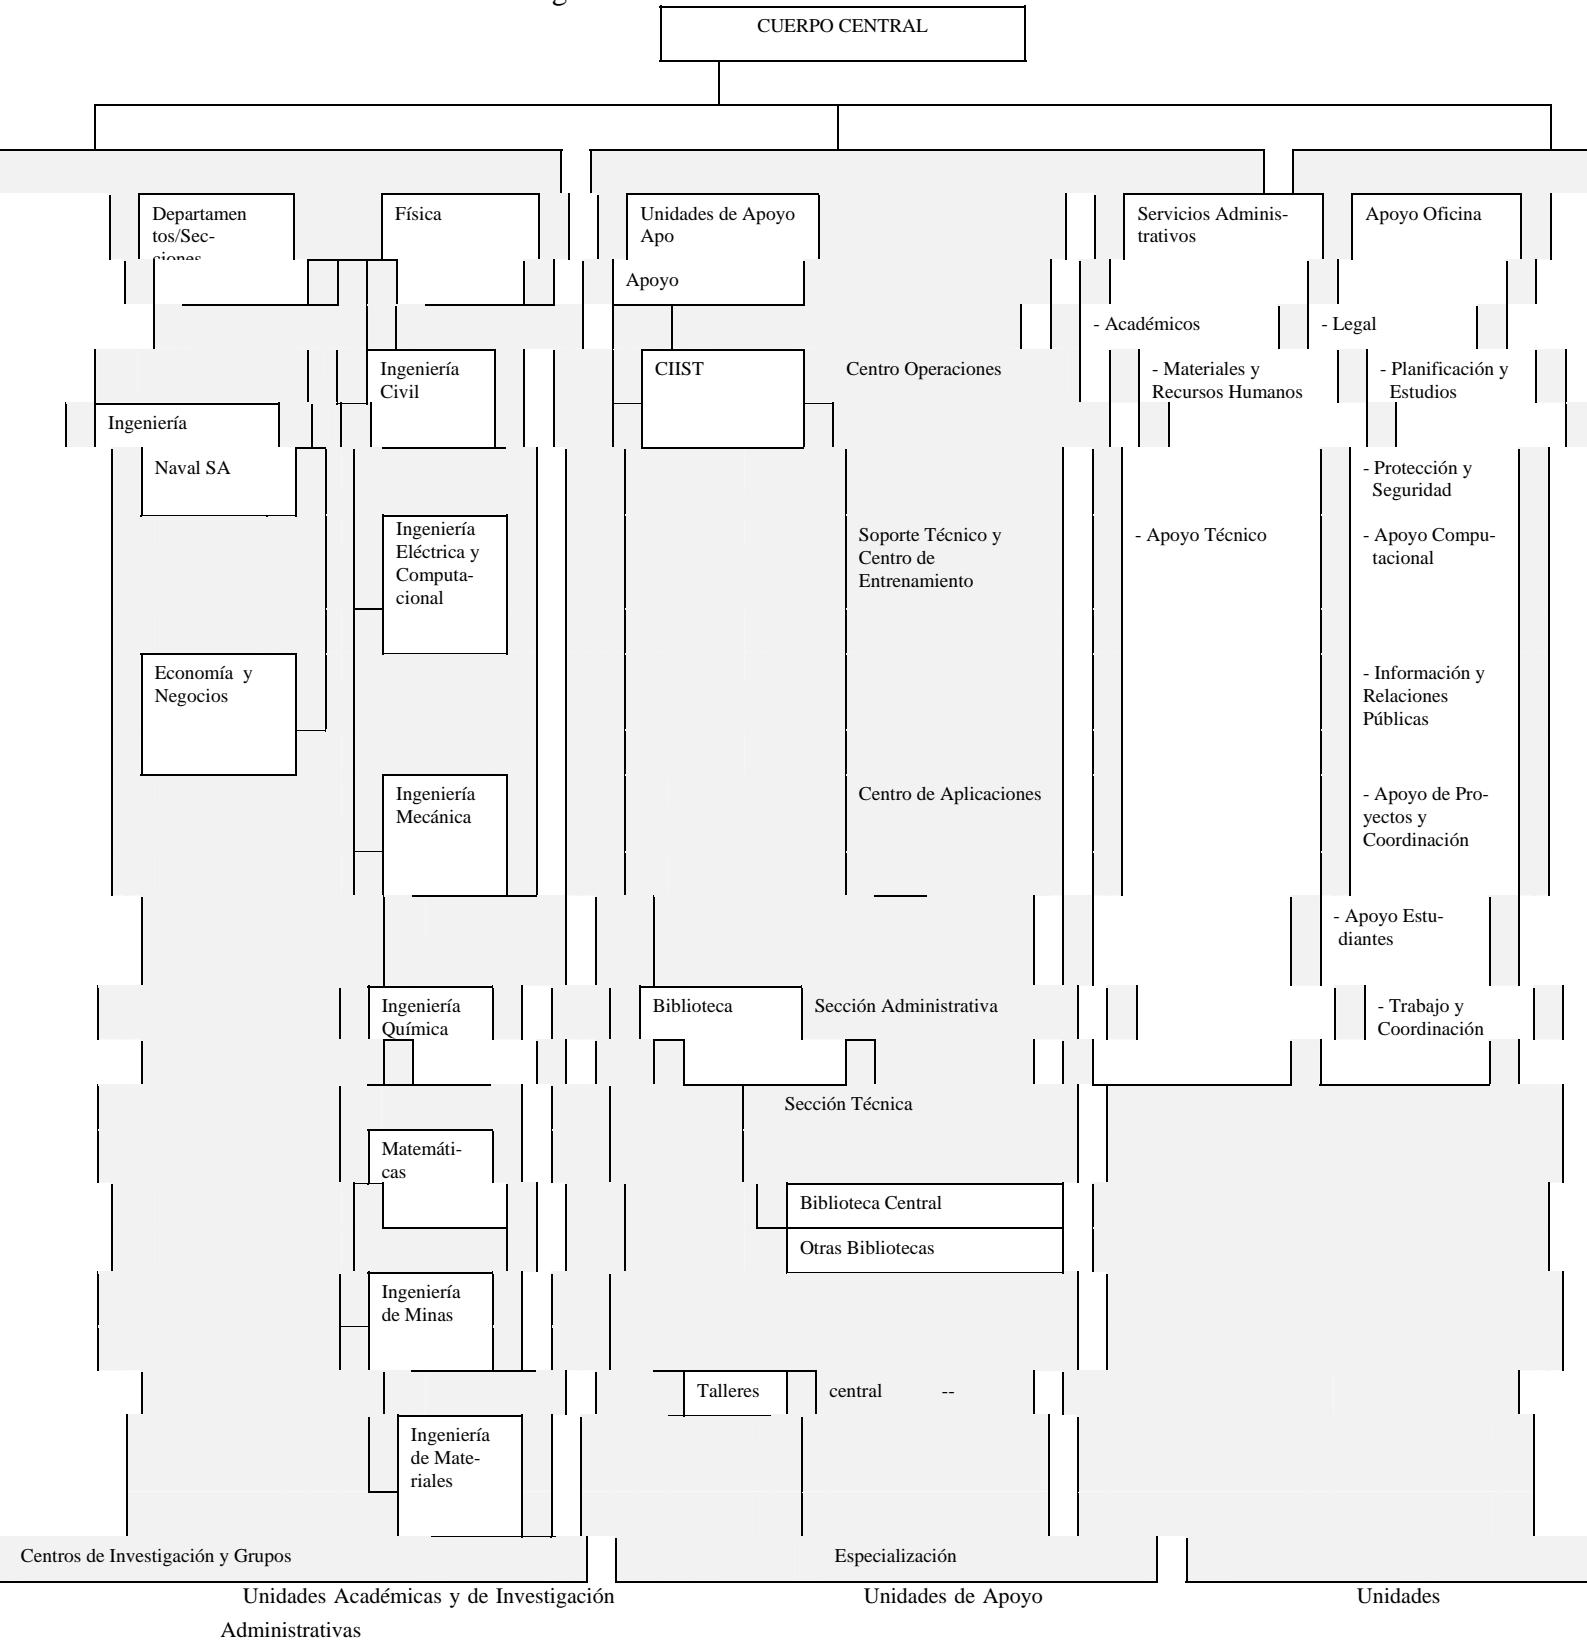 CUERPO CENTRAL
Departamen
tos/Sec-
ciones
Física
Unidades de Apoyo
Apo
Apoyo
Servicios Adminis-
trativos
Apoyo Oficina
- Académicos
- Legal
Ingeniería
Civil
CIIST
Centro Operaciones
- Materiales y
Recursos Humanos
- Planificación y
Estudios
Ingeniería
Naval SA
- Protección y
Seguridad
Ingeniería
Eléctrica y
Computa-
cional
Soporte Técnico y
Centro de
Entrenamiento
- Apoyo Técnico
- Apoyo Compu-
tacional
Economía y
Negocios
- Información y
Relaciones
Públicas
Ingeniería
Mecánica
Centro de Aplicaciones
- Apoyo de Pro-
yectos y
Coordinación
- Apoyo Estu-
diantes
Ingeniería
Química
Biblioteca
Sección Administrativa
- Trabajo y
Coordinación
Sección Técnica
Matemáti-
cas
Biblioteca Central
Otras Bibliotecas
Ingeniería
de Minas
Talleres
central --
Ingeniería
de Mate-
riales
Centros de Investigación y Grupos
Especialización
Unidades Académicas y de Investigación Unidades de Apoyo Unidades
Administrativas